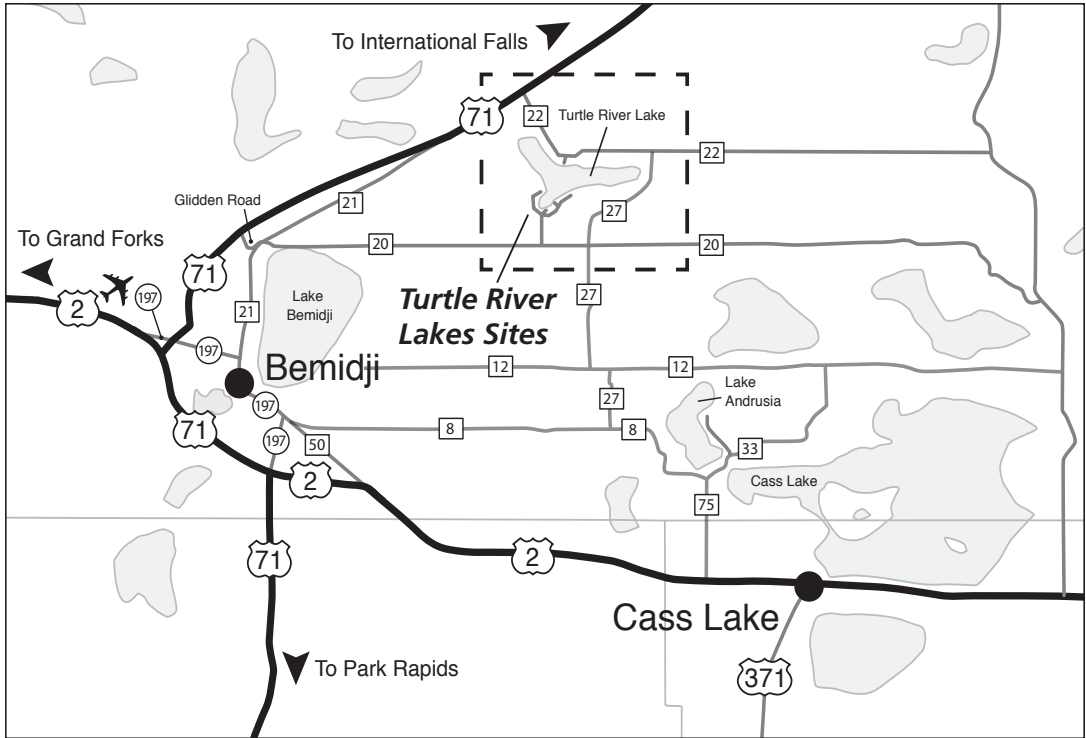 To International Falls
71
22
Turtle River Lake
22
Glidden Road
21
27
To Grand Forks
20
20
71
2
197
21
Lake
Bemidji
27
Turtle River
Lakes Sites
197
12
12
Bemidji
Lake
Andrusia
27
197
71
8
8
197
50
33
2
Cass Lake
75
71
2
Cass Lake
To Park Rapids
371